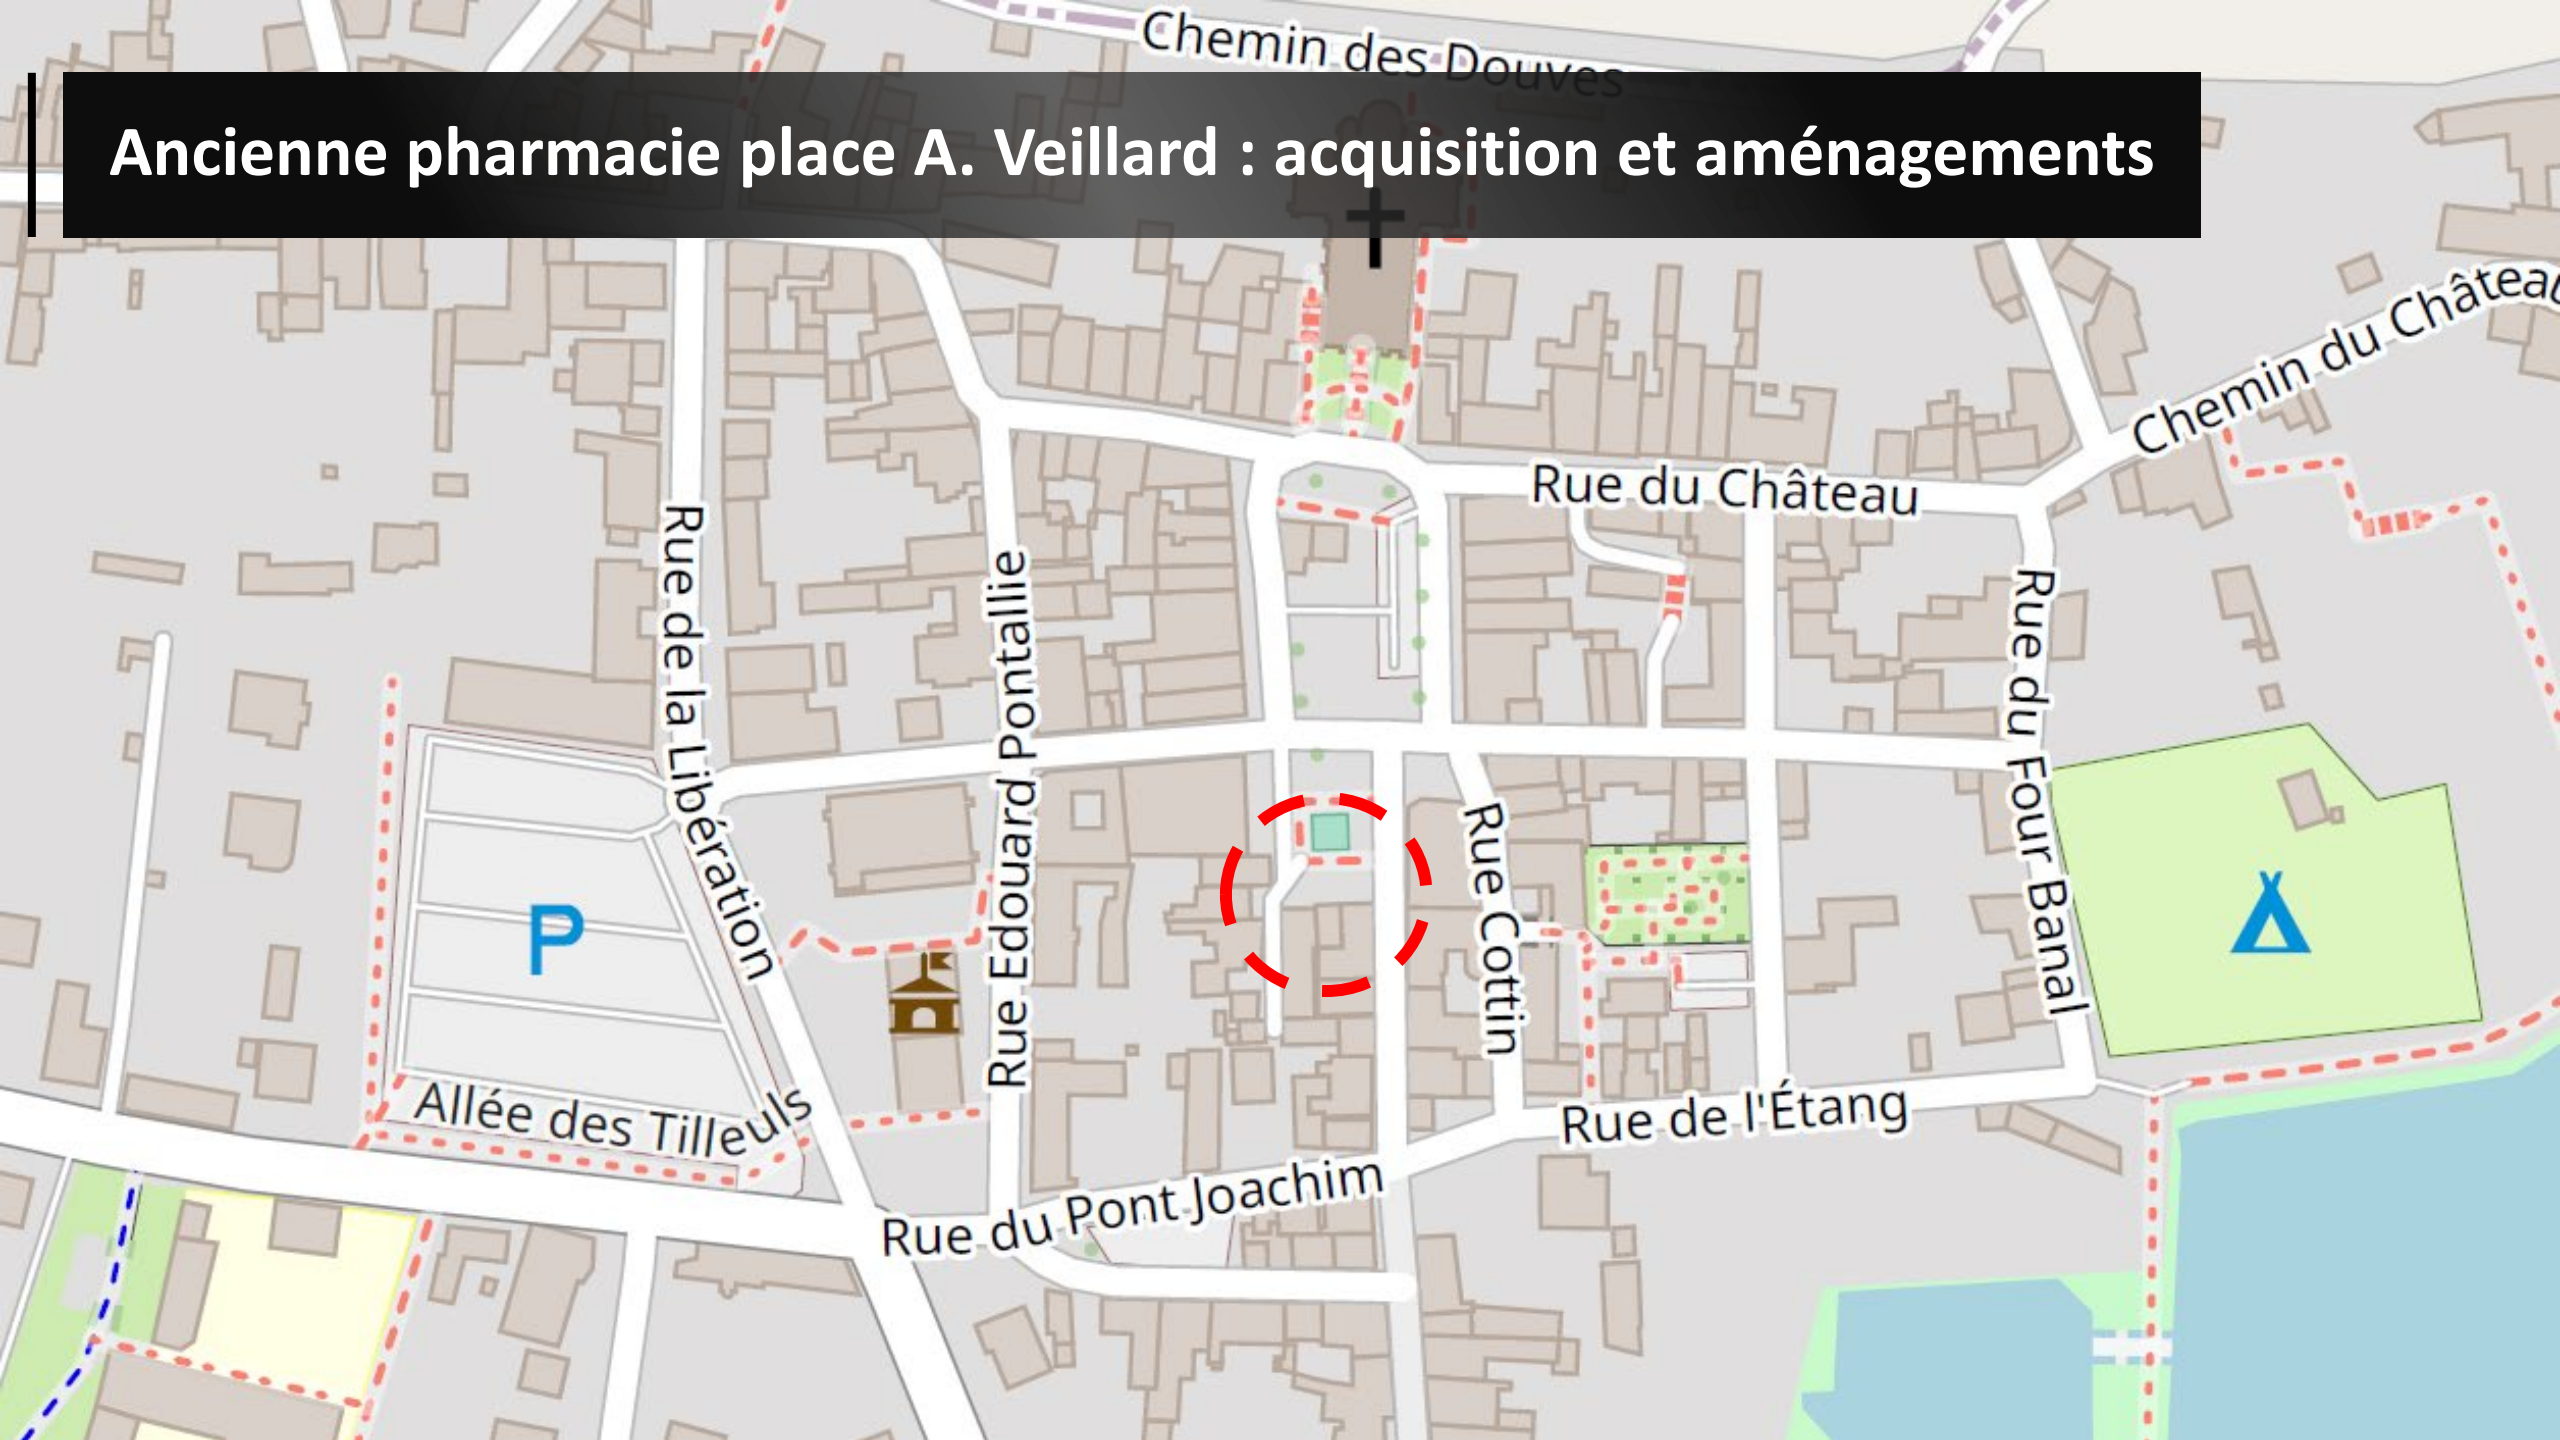 Chemin des Douves
Ancienne pharmacie place A. Veillard : acquisition et aménagements
Chemin du Château
Rue du Château
Rue de la Libération
Rue Edouard Pontallie
Rue du Four Banal
Rue Cottin
P
Allée des Tilleuls
Rue de l'Étang
Rue du Pont Joachim